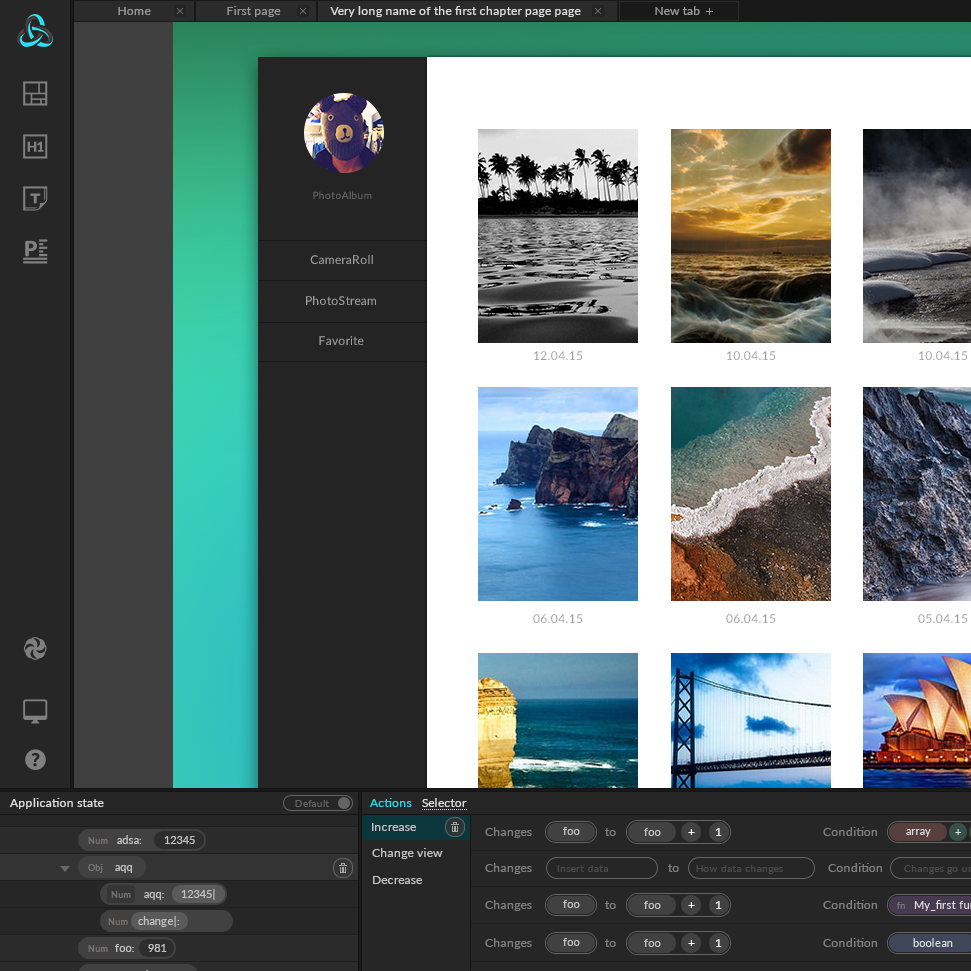 Home × First page × Very long name of the first chapter page page × New tab +
H1
T
P
PhotoAlbum
CameraRoll
PhotoStream
Favorite
12.04.15 10.04.15 10.04.15
06.04.15 06.04.15 05.04.15
?
Application state Default
Num adsa: 12345
Obj aqq
Num aqq: 12345|
Num change|:
Num foo: 981
Actions Selector
Increase
Change view
Decrease
Changes foo to foo + 1 Condition array +
Changes Insert data to How data changes Condition Changes go un
Changes foo to foo + 1 Condition fn My_first fu
Changes foo to foo + 1 Condition boolean